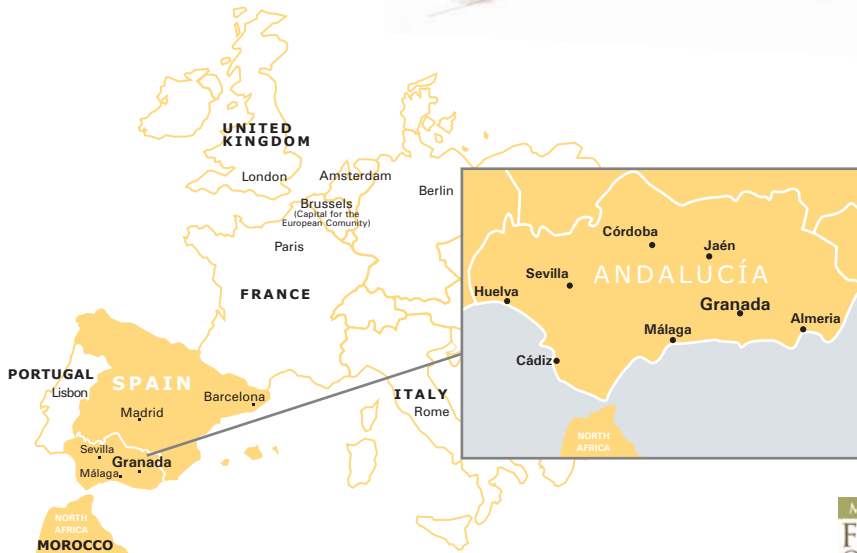 UNITED
KINGDOM
London
Amsterdam
Berlin
Brussels
(Capital for the
European Comunity)
Paris
FRANCE
PORTUGAL
Lisbon
SPAIN
Barcelona
Madrid
ITALY
Rome
Sevilla
Granada
Málaga
NORTH
AFRICA
MOROCCO
Córdoba
Jaén
Sevilla
ANDALUCÍA
Huelva
Granada
Almeria
Málaga
Cádiz
NORTH
AFRICA